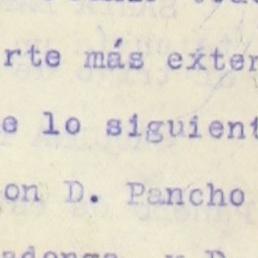 rte más exter
e lo siguient
on D. Pancho